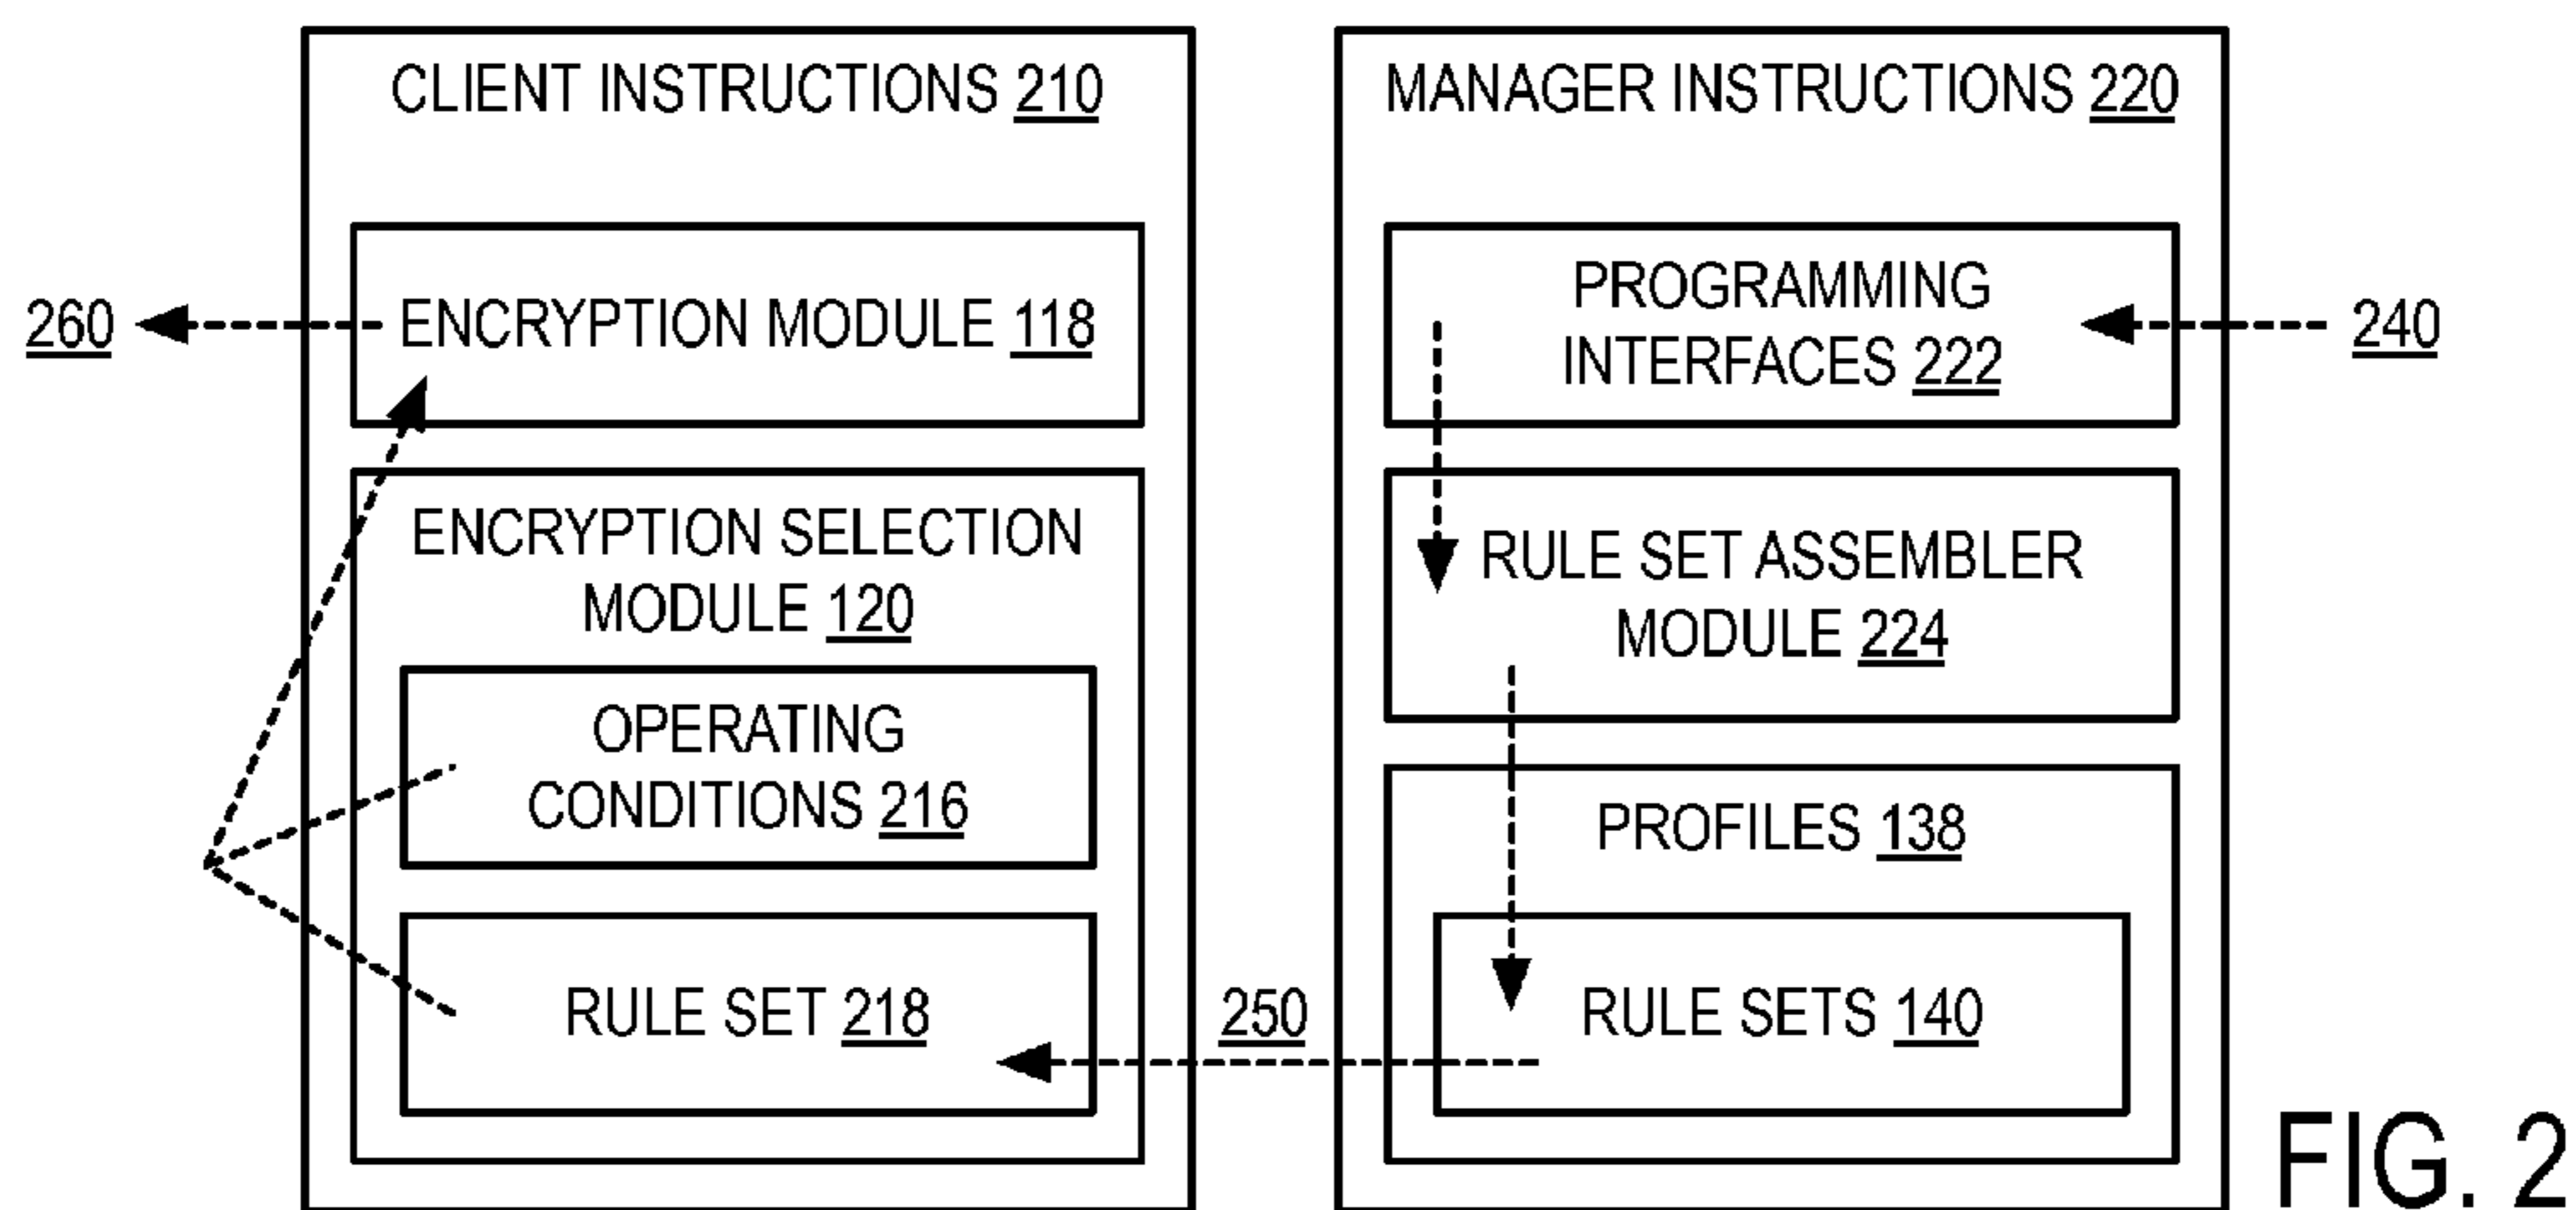 CLIENT INSTRUCTIONS 210
ENCRYPTION MODULE 118
260
ENCRYPTION SELECTION
MODULE 120
OPERATING
CONDITIONS 216
RULE SET 218
250
MANAGER INSTRUCTIONS 220
PROGRAMMING
INTERFACES 222
240
RULE SET ASSEMBLER
MODULE 224
PROFILES 138
RULE SETS 140
FIG. 2